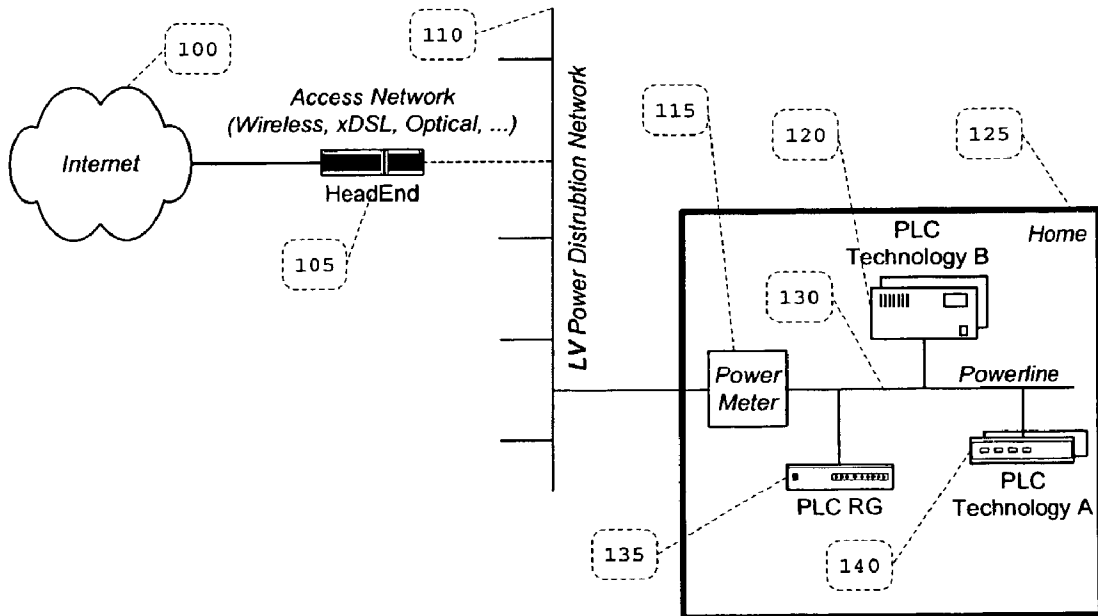 100
110
Access Network
(Wireless, xDSL, Optical, ...)
Internet
HeadEnd
105
LV Power Distrubtion Network
115
120
125
Home
PLC
Technology B
130
Power
Meter
Powerline
PLC RG
PLC
Technology A
135
140